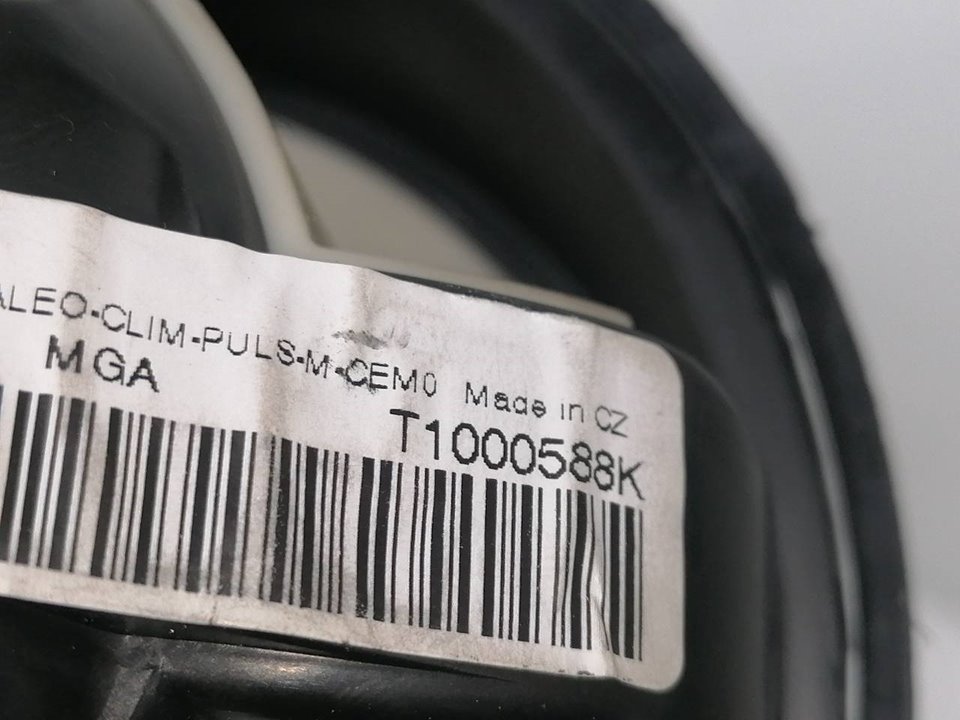 ALEO-CLIM-PULS-M-CEM0 Made in CZ
MGA
T1000588K